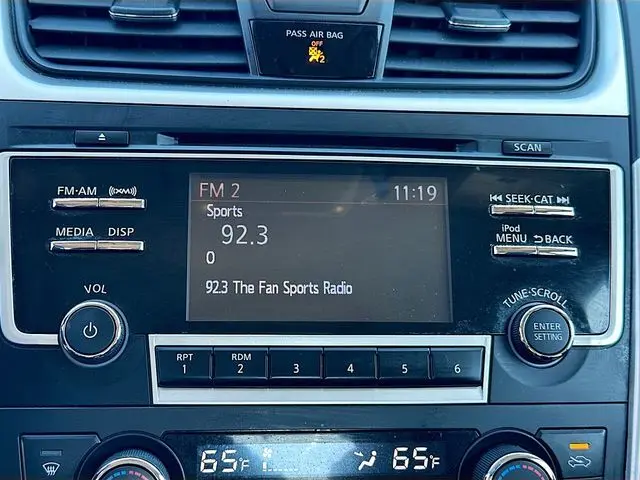 PASS AIR BAG
OFF
2
SCAN
FM·AM
(((XM)))
SEEK·CAT
MEDIA
DISP
iPod
MENU
BACK
FM 2
11:19
Sports
92.3
0
92.3 The Fan Sports Radio
VOL
TUNE·SCROLL
ENTER
SETTING
RPT
1
RDM
2
3
4
5
6
65°F
65°F